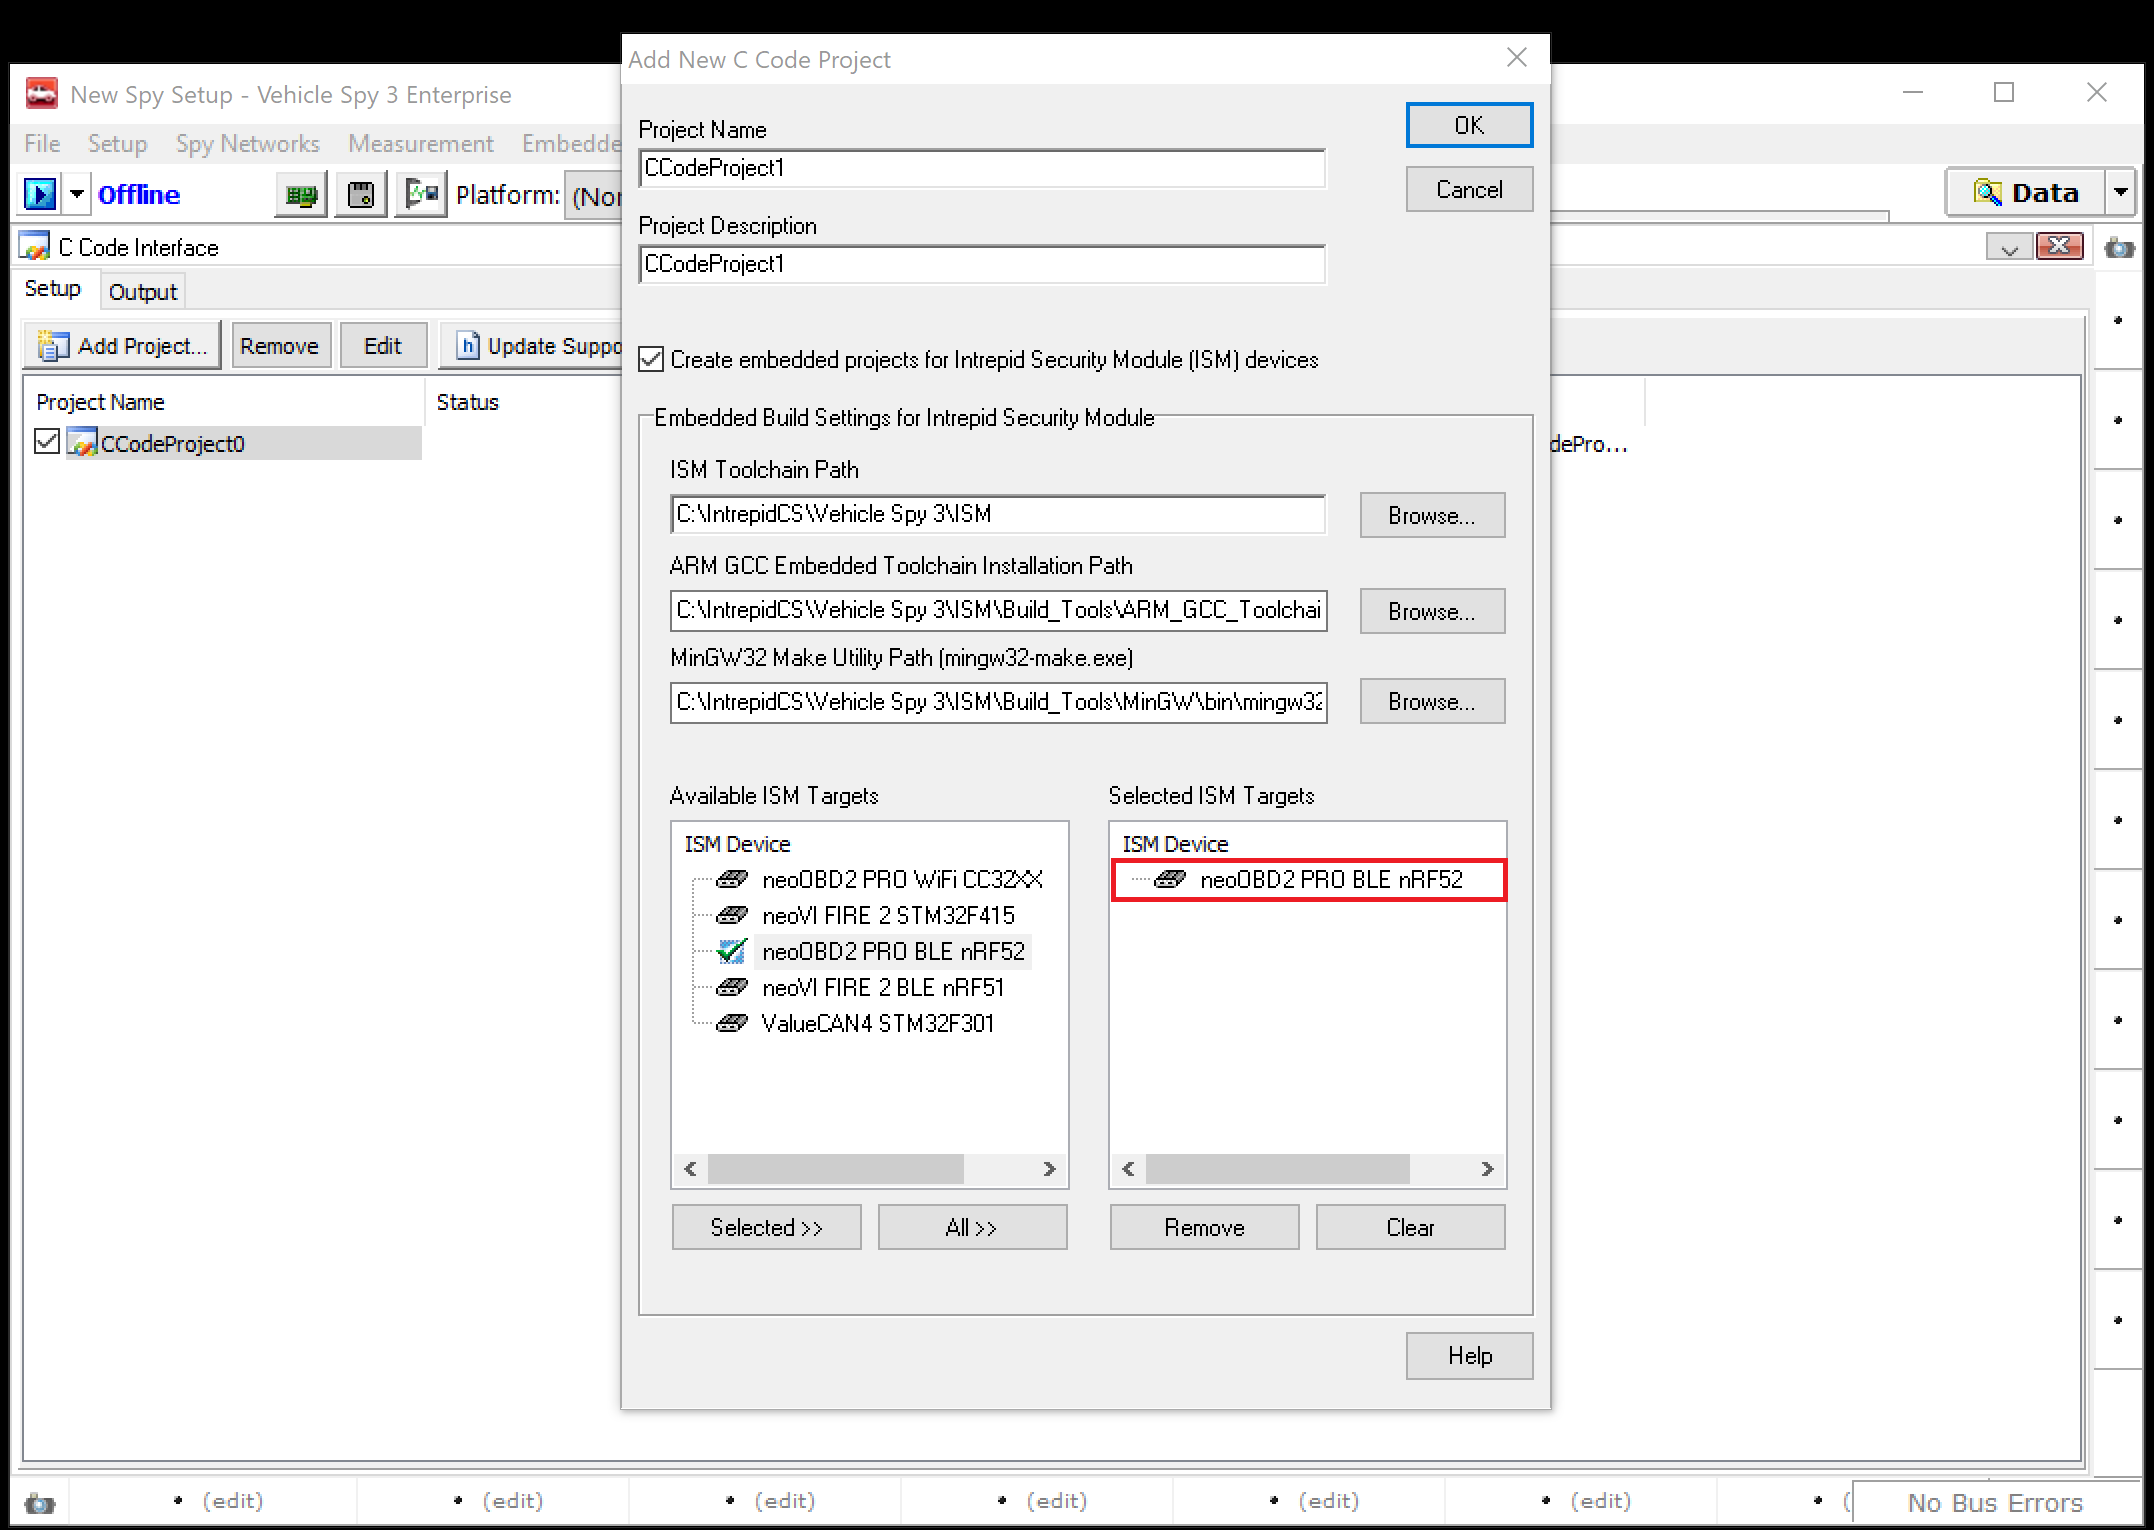 Add New C Code Project
New Spy Setup - Vehicle Spy 3 Enterprise
File Setup Spy Networks Measurement Embedde
Offline Platform: (Nor Data
C Code Interface
Setup Output
Add Project... Remove Edit Update Suppo
Project Name Status
CCodeProject0 dePro...
Project Name
CCodeProject1
OK
Cancel
Project Description
CCodeProject1
Create embedded projects for Intrepid Security Module (ISM) devices
Embedded Build Settings for Intrepid Security Module
ISM Toolchain Path
C:\IntrepidCS\Vehicle Spy 3\ISM Browse...
ARM GCC Embedded Toolchain Installation Path
C:\IntrepidCS\Vehicle Spy 3\ISM\Build_Tools\ARM_GCC_Toolchai Browse...
MinGW32 Make Utility Path (mingw32-make.exe)
C:\IntrepidCS\Vehicle Spy 3\ISM\Build_Tools\MinGW\bin\mingw32 Browse...
Available ISM Targets
ISM Device
neoOBD2 PRO WiFi CC32XX
neoVI FIRE 2 STM32F415
neoOBD2 PRO BLE nRF52
neoVI FIRE 2 BLE nRF51
ValueCAN4 STM32F301
Selected >> All >>
Selected ISM Targets
ISM Device
neoOBD2 PRO BLE nRF52
Remove Clear
Help
(edit) (edit) (edit) (edit) (edit) (edit) ( No Bus Errors